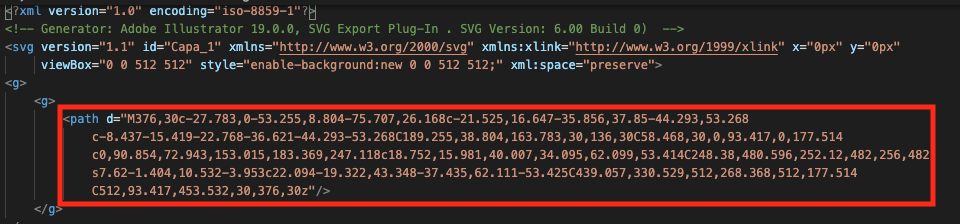 <?xml version="1.0" encoding="iso-8859-1"?>
<!-- Generator: Adobe Illustrator 19.0.0, SVG Export Plug-In . SVG Version: 6.00 Build 0)  -->
<svg version="1.1" id="Capa_1" xmlns="http://www.w3.org/2000/svg" xmlns:xlink="http://www.w3.org/1999/xlink" x="0px" y="0px"
viewBox="0 0 512 512" style="enable-background:new 0 0 512 512;" xml:space="preserve">
<g>
<g>
<path d="M376,30c-27.783,0-53.255,8.804-75.707,26.168c-21.525,16.647-35.856,37.85-44.293,53.268
c-8.437-15.419-22.768-36.621-44.293-53.268C189.255,38.804,163.783,30,136,30C58.468,30,0,93.417,0,177.514
c0,90.854,72.943,153.015,183.369,247.118c18.752,15.981,40.007,34.095,62.099,53.414C248.38,480.596,252.12,482,256,482
s7.62-1.404,10.532-3.953c22.094-19.322,43.348-37.435,62.111-53.425C439.057,330.529,512,268.368,512,177.514
C512,93.417,453.532,30,376,30z"/>
</g>